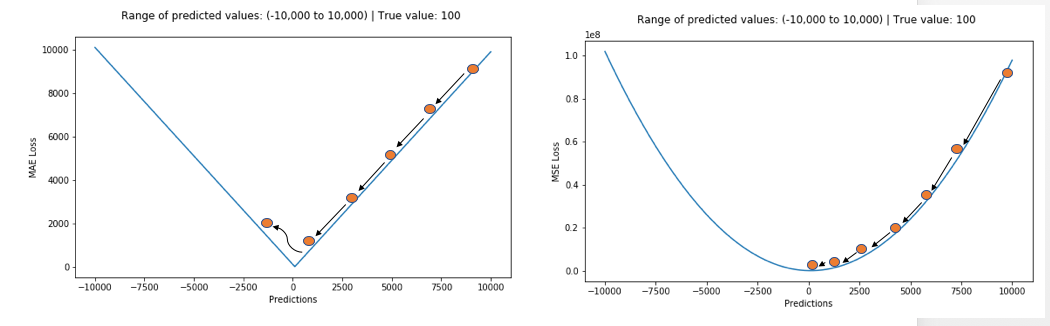 Range of predicted values: (-10,000 to 10,000) | True value: 100
10000
8000
6000
4000
2000
0
MAE Loss
−10000 −7500 −5000 −2500 0 2500 5000 7500 10000
Predictions
Range of predicted values: (-10,000 to 10,000) | True value: 100
1e8
1.0
0.8
0.6
0.4
0.2
0.0
MSE Loss
−10000 −7500 −5000 −2500 0 2500 5000 7500 10000
Predictions